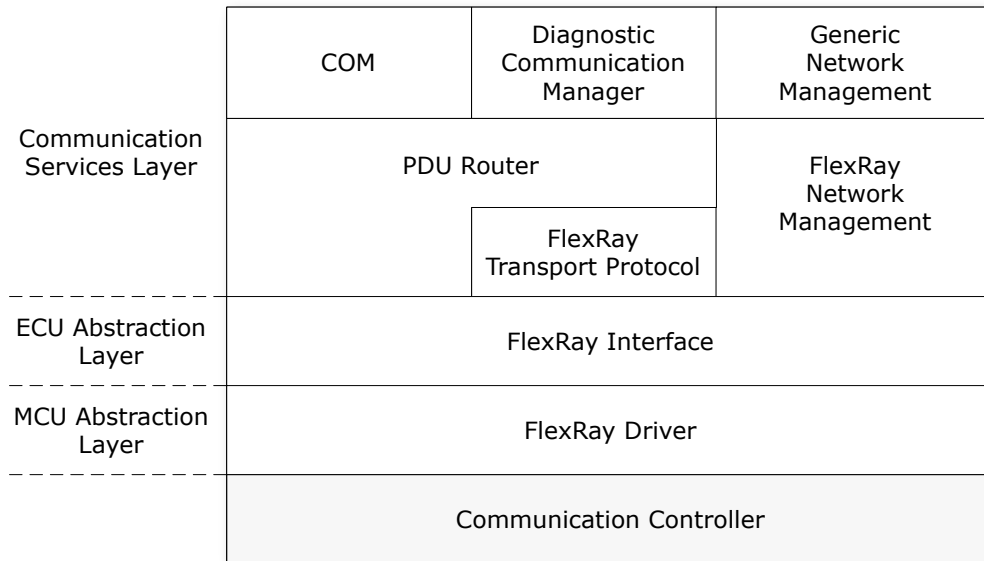 COM
Diagnostic
Communication
Manager
Generic
Network
Management
Communication
Services Layer
PDU Router
FlexRay
Network
Management
FlexRay
Transport Protocol
ECU Abstraction
Layer
FlexRay Interface
MCU Abstraction
Layer
FlexRay Driver
Communication Controller